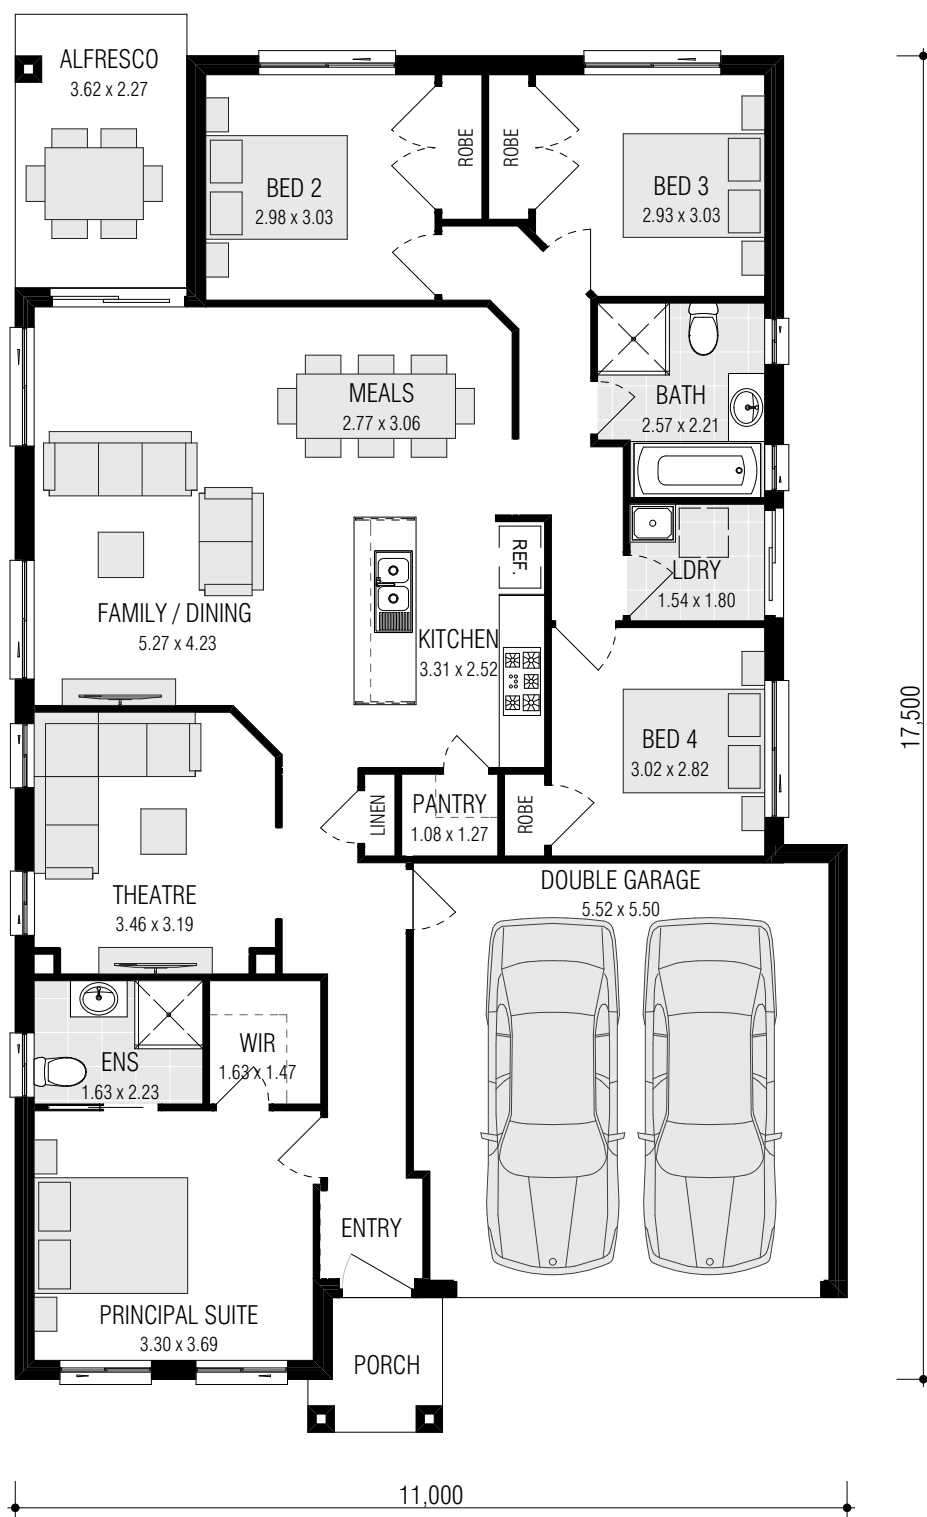 ALFRESCO
3.62 x 2.27
BED 2
2.98 x 3.03
ROBE
ROBE
BED 3
2.93 x 3.03
MEALS
2.77 x 3.06
BATH
2.57 x 2.21
REF.
LDRY
1.54 x 1.80
FAMILY / DINING
5.27 x 4.23
KITCHEN
3.31 x 2.52
BED 4
3.02 x 2.82
17,500
LINEN
PANTRY
1.08 x 1.27
ROBE
THEATRE
3.46 x 3.19
DOUBLE GARAGE
5.52 x 5.50
ENS
1.63 x 2.23
WIR
1.63 x 1.47
ENTRY
PRINCIPAL SUITE
3.30 x 3.69
PORCH
11,000